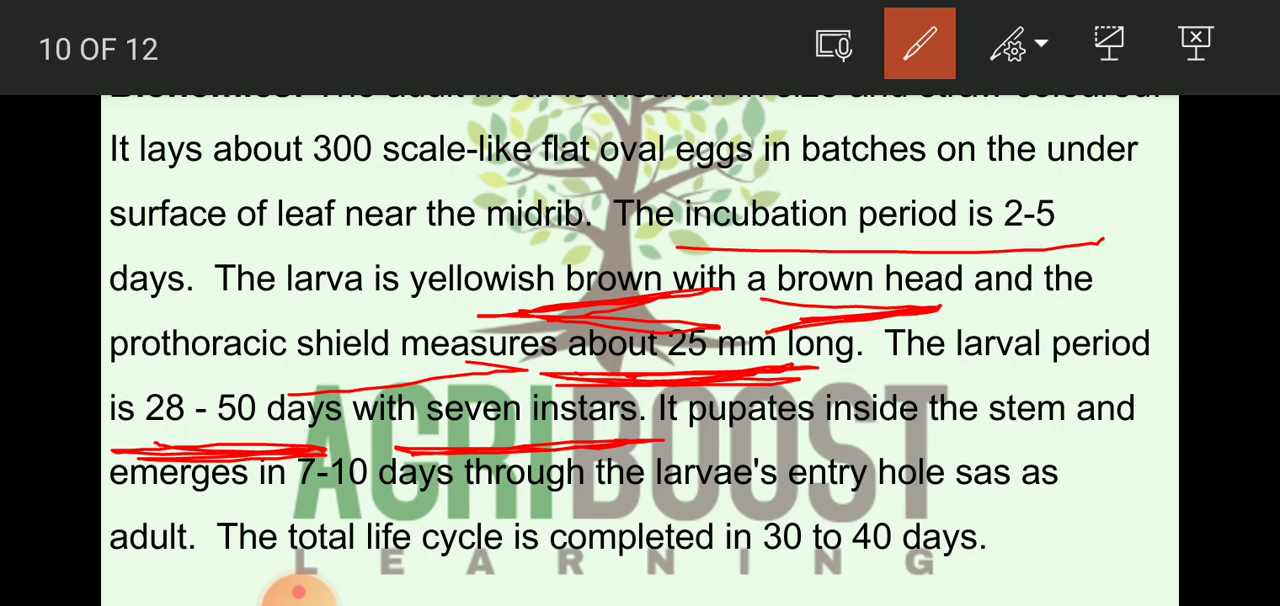 10 OF 12
It lays about 300 scale-like flat oval eggs in batches on the under
surface of leaf near the midrib. The incubation period is 2-5
days. The larva is yellowish brown with a brown head and the
prothoracic shield measures about 25 mm long. The larval period
is 28 - 50 days with seven instars. It pupates inside the stem and
emerges in 7-10 days through the larvae's entry hole sas as
adult. The total life cycle is completed in 30 to 40 days.
ACRIBOOST
LEARNING